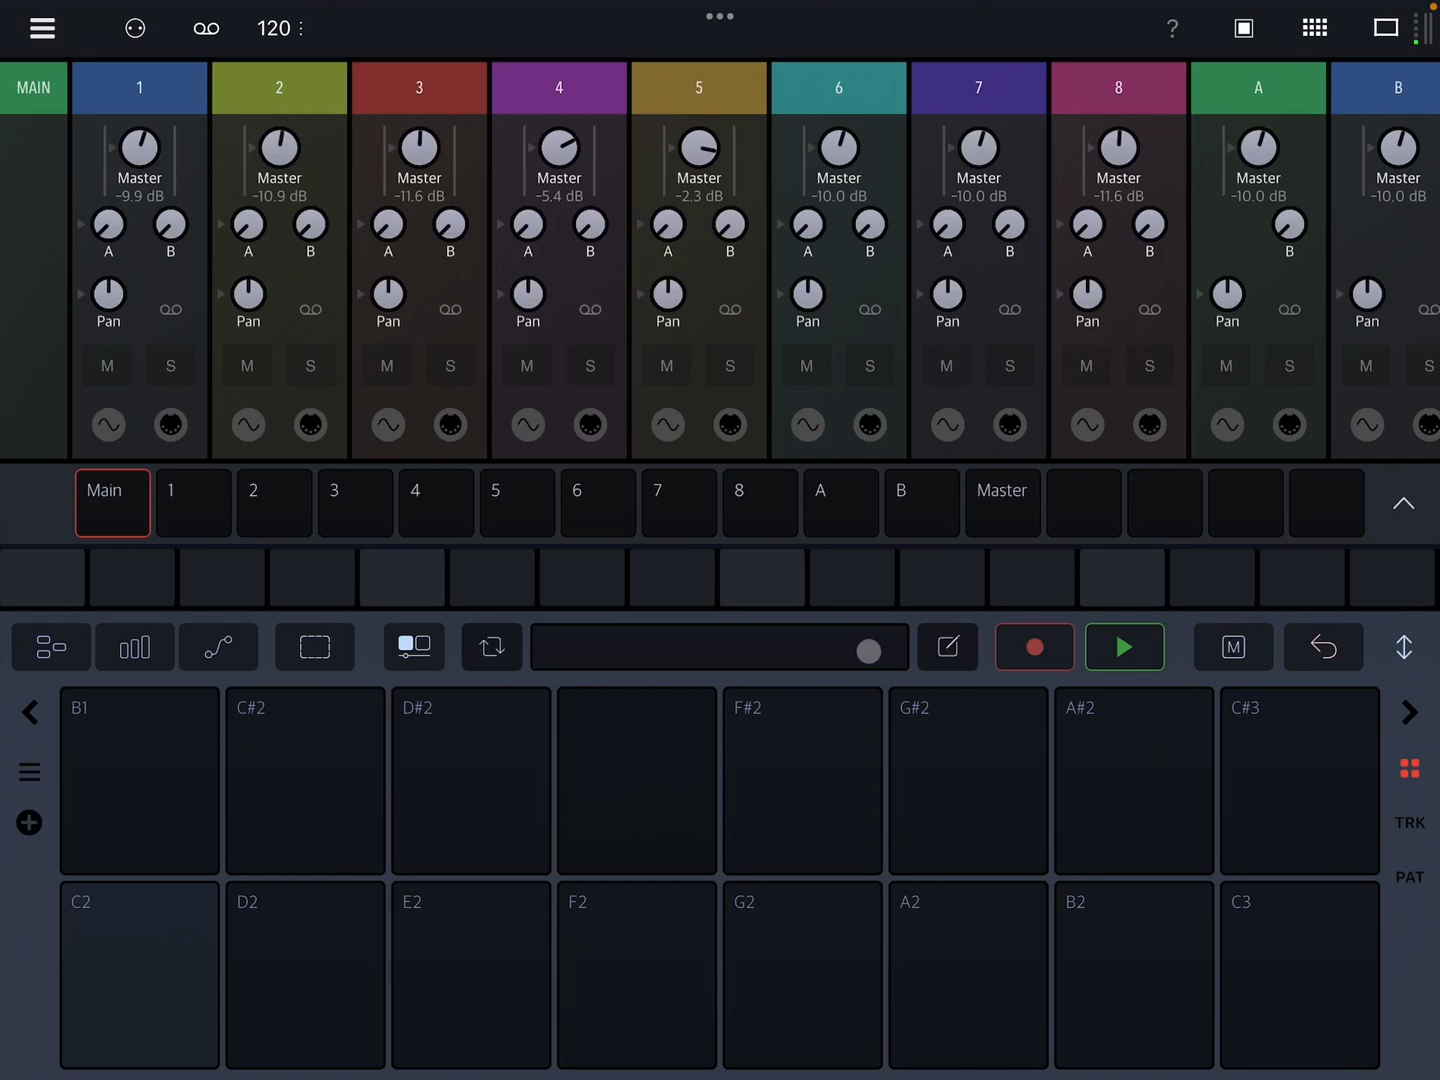 120
?
MAIN 1 2 3 4 5 6 7 8 A B
Master Master Master Master Master Master Master Master Master Master
-9.9 dB -10.9 dB -11.6 dB -5.4 dB -2.3 dB -10.0 dB -10.0 dB -11.6 dB -10.0 dB -10.0 dB
A B A B A B A B A B A B A B A B B
Pan Pan Pan Pan Pan Pan Pan Pan Pan Pan
M S M S M S M S M S M S M S M S M S M S
Main 1 2 3 4 5 6 7 8 A B Master
M
B1 C#2 D#2 F#2 G#2 A#2 C#3
TRK
PAT
C2 D2 E2 F2 G2 A2 B2 C3